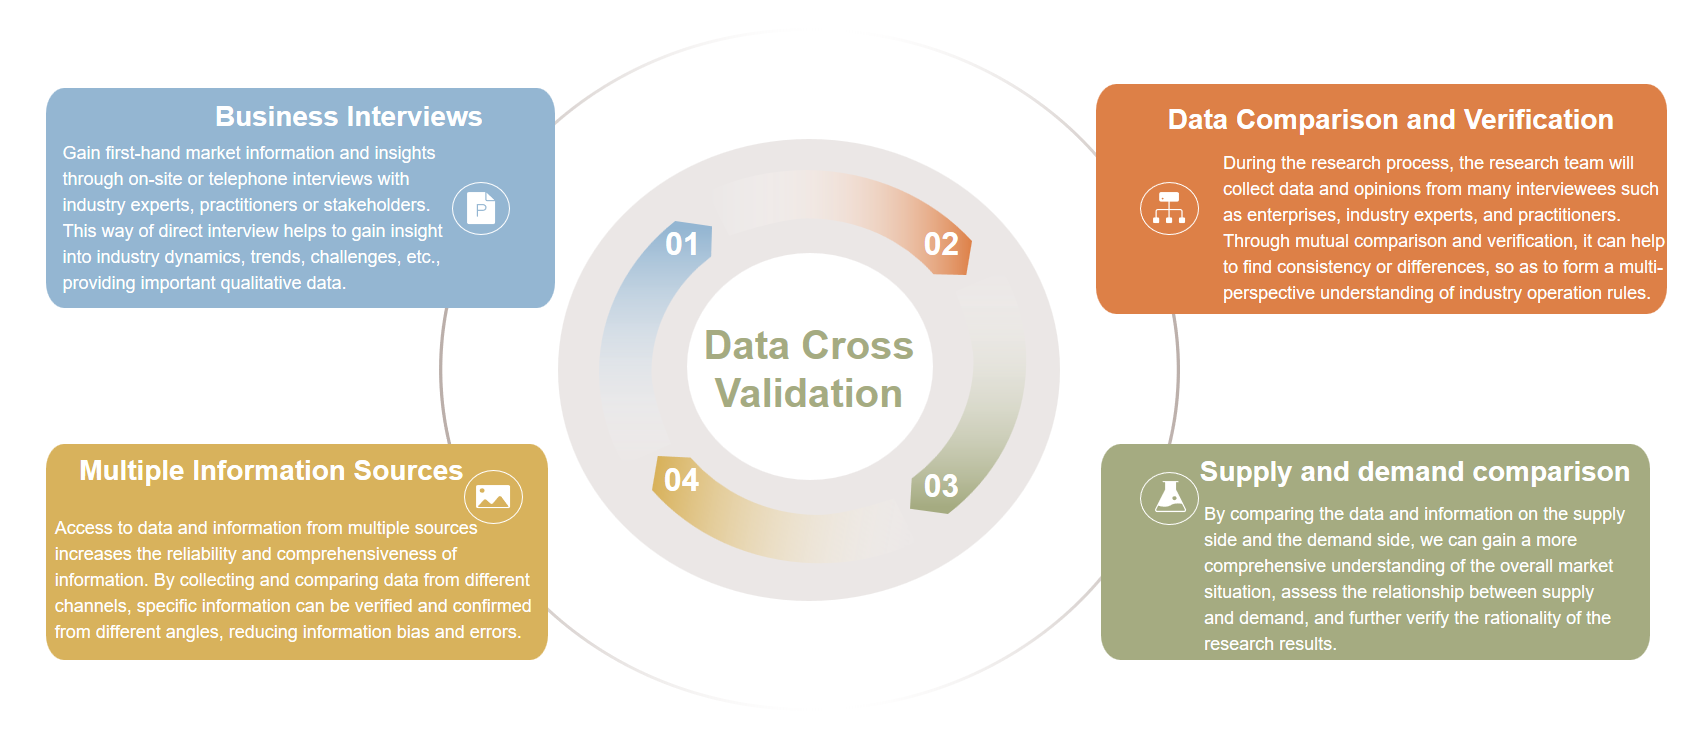 Business Interviews
Gain first-hand market information and insights
through on-site or telephone interviews with
industry experts, practitioners or stakeholders.
This way of direct interview helps to gain insight
into industry dynamics, trends, challenges, etc.,
providing important qualitative data.
P
Data Comparison and Verification
During the research process, the research team will
collect data and opinions from many interviewees such
as enterprises, industry experts, and practitioners.
Through mutual comparison and verification, it can help
to find consistency or differences, so as to form a multi-
perspective understanding of industry operation rules.
01
02
Data Cross
Validation
04
03
Multiple Information Sources
Access to data and information from multiple sources
increases the reliability and comprehensiveness of
information. By collecting and comparing data from different
channels, specific information can be verified and confirmed
from different angles, reducing information bias and errors.
Supply and demand comparison
By comparing the data and information on the supply
side and the demand side, we can gain a more
comprehensive understanding of the overall market
situation, assess the relationship between supply
and demand, and further verify the rationality of the
research results.